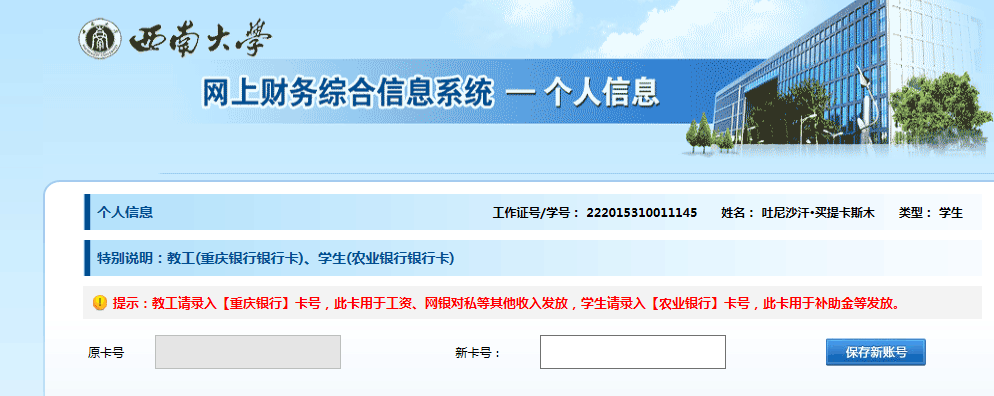 西南大学
网上财务综合信息系统 — 个人信息
个人信息 工作证号/学号： 222015310011145 姓名： 吐尼沙汗•买提卡斯木 类型： 学生
特别说明：教工(重庆银行银行卡)、学生(农业银行银行卡)
提示：教工请录入【重庆银行】卡号，此卡用于工资、网银对私等其他收入发放，学生请录入【农业银行】卡号，此卡用于补助金等发放。
原卡号 新卡号： 保存新账号